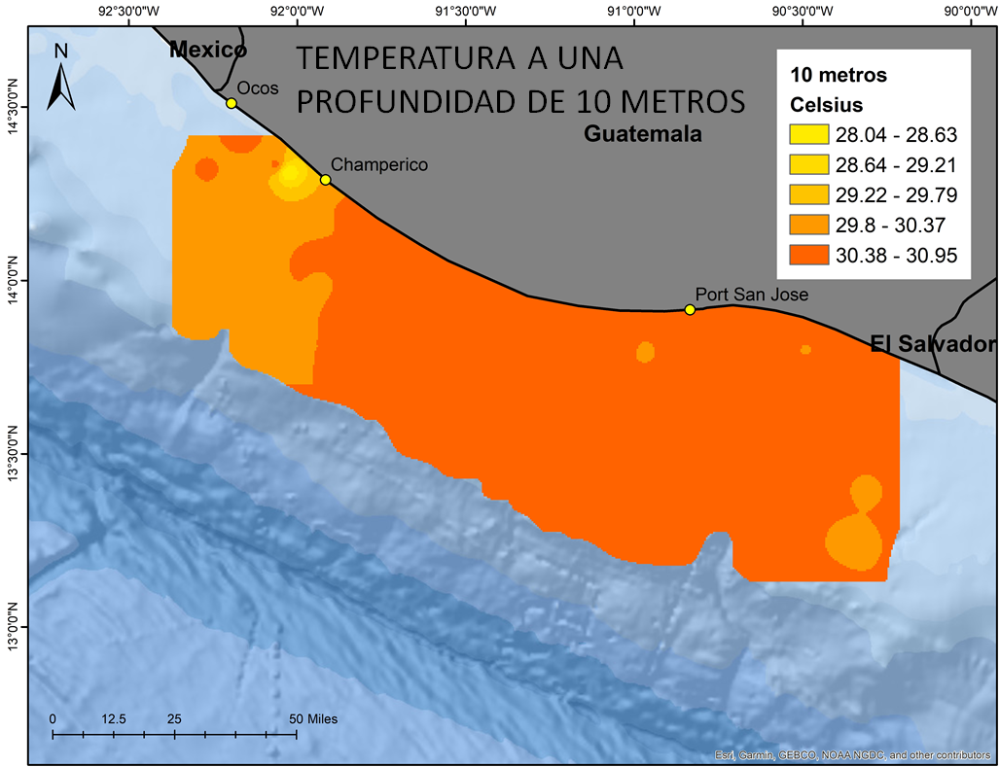 92°30'0"W 92°0'0"W 91°30'0"W 91°0'0"W 90°30'0"W 90°0'0"W
N
Mexico
TEMPERATURA A UNA
PROFUNDIDAD DE 10 METROS
Ocos
Guatemala
Champerico
Port San Jose
El Salvador
10 metros
Celsius
28.04 - 28.63
28.64 - 29.21
29.22 - 29.79
29.8 - 30.37
30.38 - 30.95
14°30'0"N
14°0'0"N
13°30'0"N
13°0'0"N
0 12.5 25 50 Miles
Esri, Garmin, GEBCO, NOAA NGDC, and other contributors